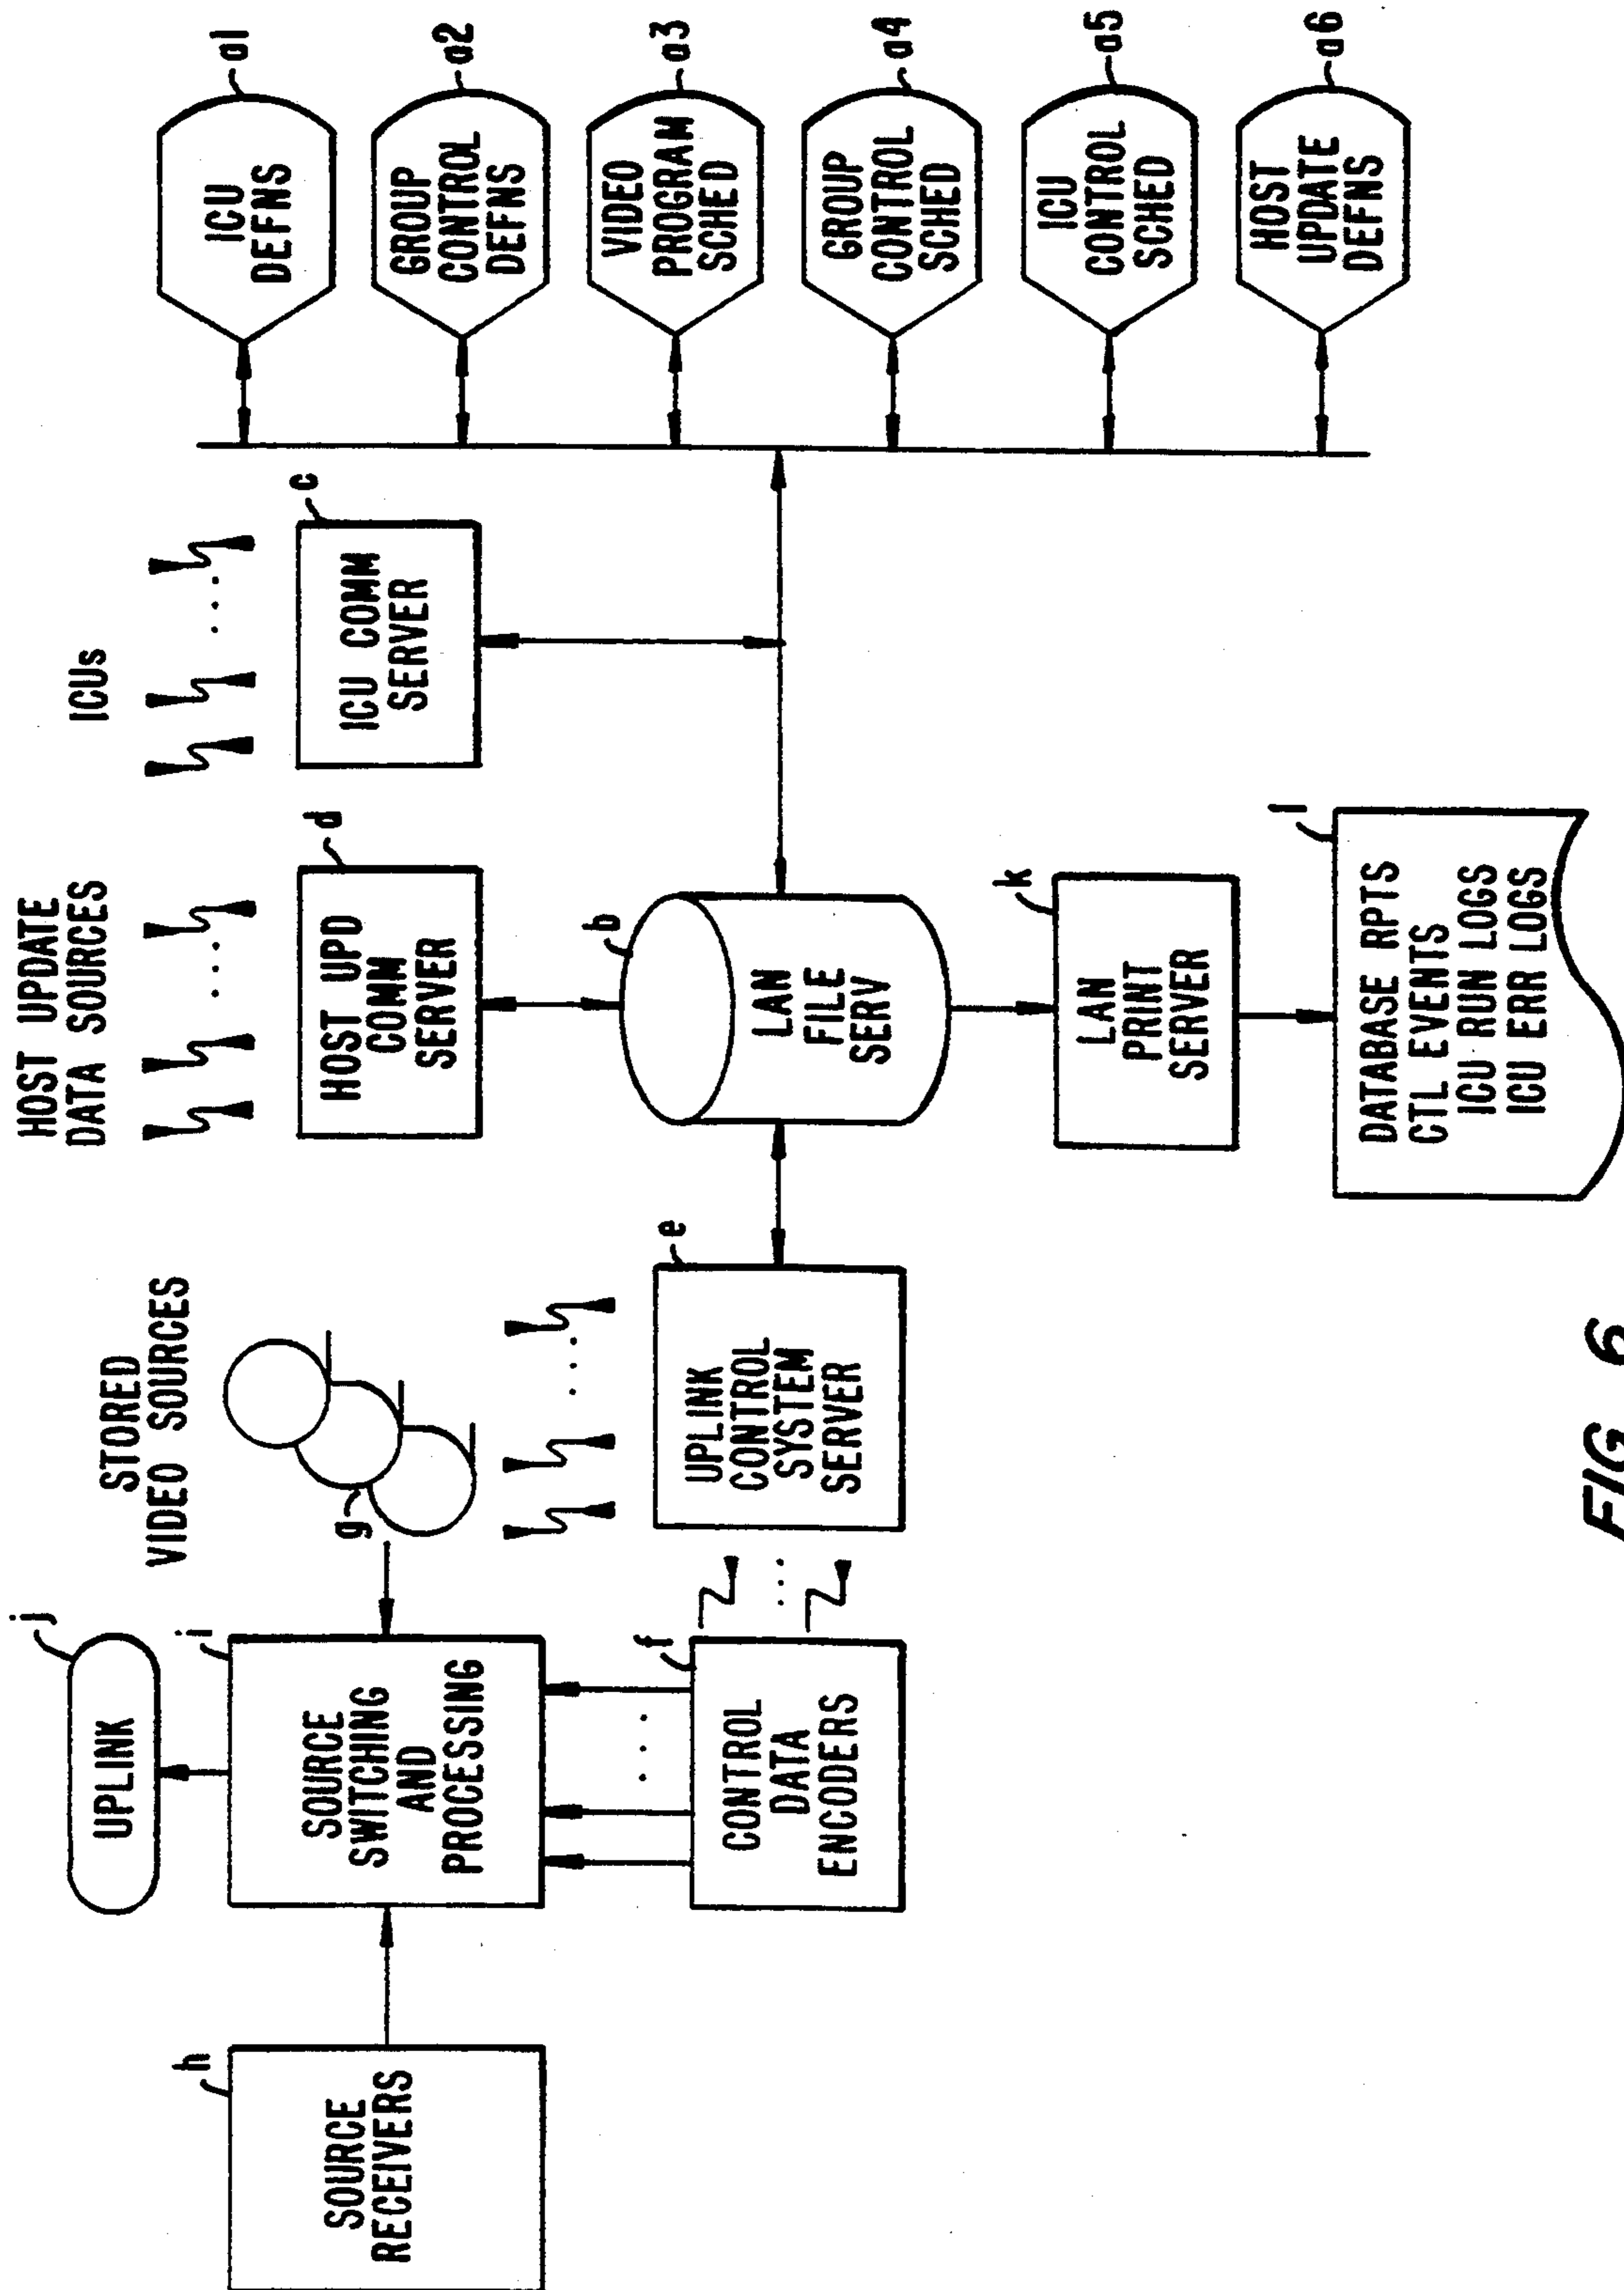 HOST UPDATE
DATA SOURCES
ICUs
STORED
VIDEO SOURCES
j
UPLINK
h
SOURCE
RECEIVERS
i
SOURCE
SWITCHING
AND
PROCESSING
g
f
CONTROL
DATA
ENCODERS
e
UPLINK
CONTROL
SYSTEM
SERVER
d
HOST UPD
COMM
SERVER
c
ICU COMM
SERVER
b
LAN
FILE
SERV
k
LAN
PRINT
SERVER
l
DATABASE RPTS
CTL EVENTS
ICU RUN LOGS
ICU ERR LOGS
a1
ICU
DEFNS
a2
GROUP
CONTROL
DEFNS
a3
VIDEO
PROGRAM
SCHED
a4
GROUP
CONTROL
SCHED
a5
ICU
CONTROL
SCHED
a6
HOST
UPDATE
DEFNS
FIG 6